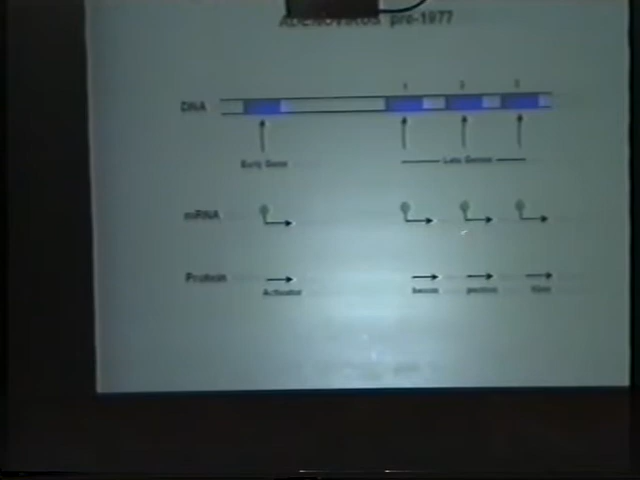 ADENOVIRUS pre-1977
1 2 3
DNA
Early Gene Late Genes
mRNA
Protein
Activator hexon penton fiber